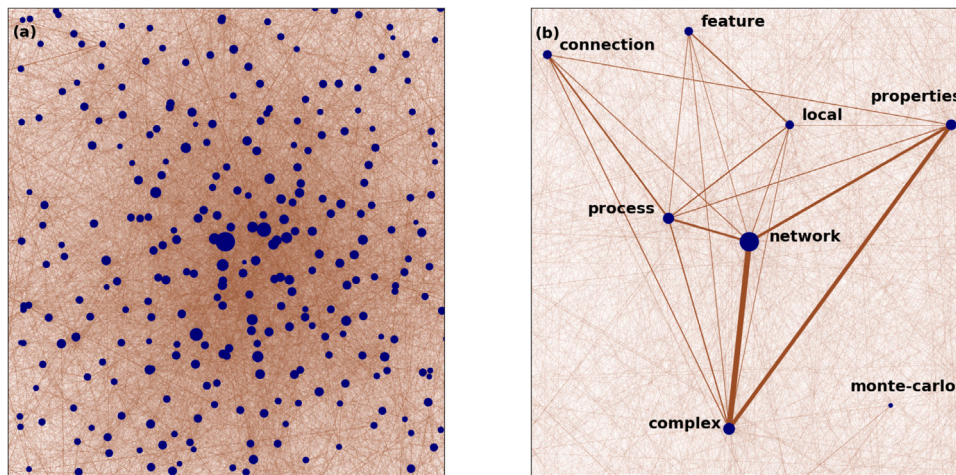 (a)
(b)
feature
connection
properties
local
process
network
monte-carlo
complex